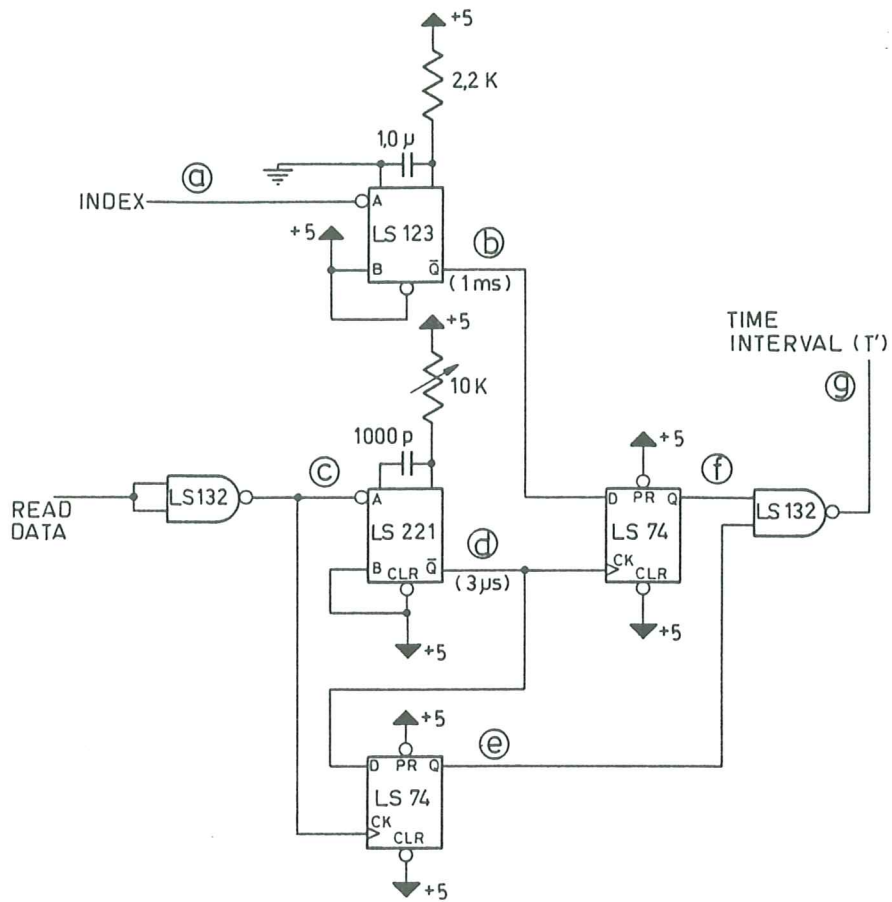 +5
2,2 K
1,0 µ
ⓐ
INDEX
A
LS 123
+5
B
Q̅
ⓑ
(1ms)
+5
10K
TIME
INTERVAL (T')
ⓖ
1000 p
ⓒ
+5
ⓕ
READ
DATA
LS132
A
LS 221
B
CLR
Q̅
ⓓ
(3µs)
D
PR
Q
LS 74
CK
CLR
LS 132
+5
+5
+5
ⓔ
D
PR
Q
LS 74
CK
CLR
+5